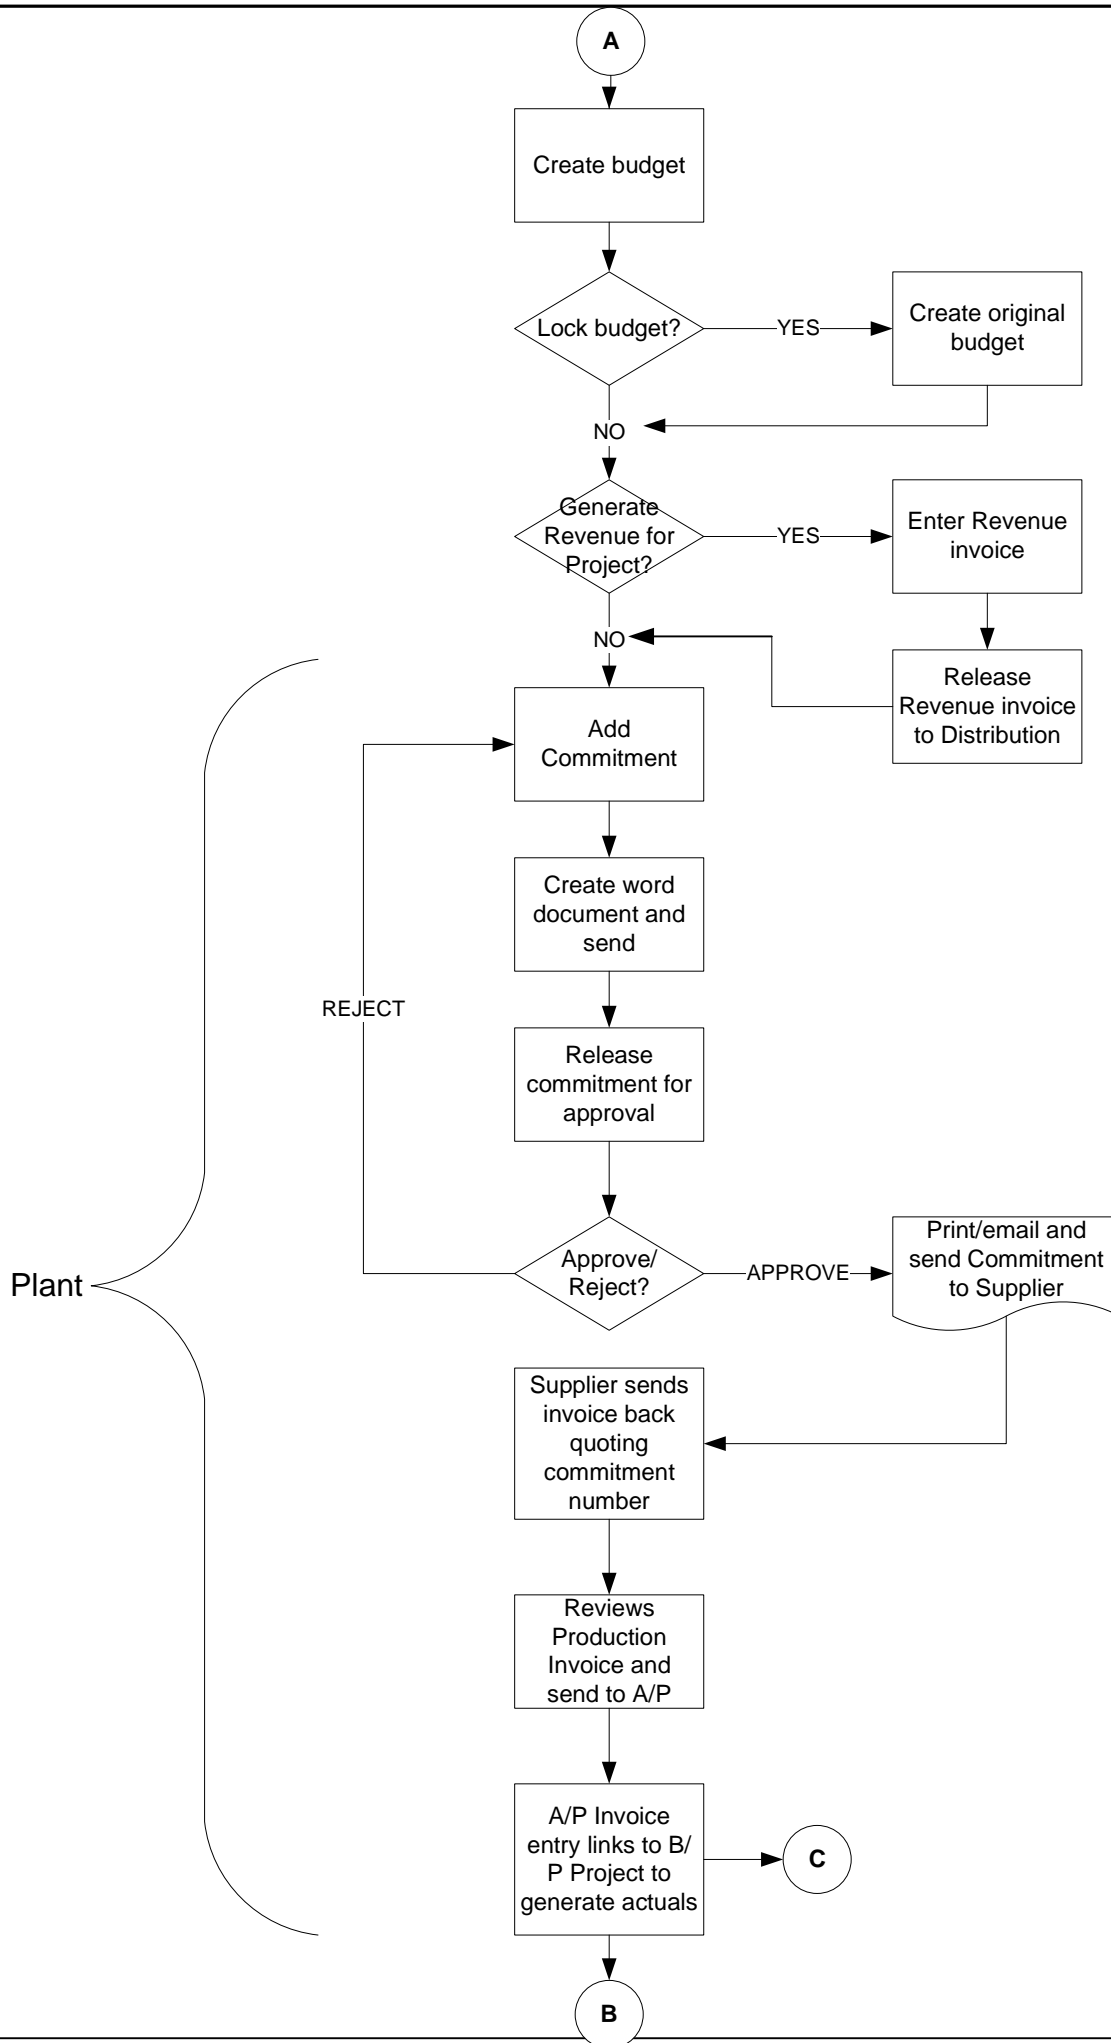 A
Create budget
Lock budget?
YES
Create original
budget
NO
Generate
Revenue for
Project?
YES
Enter Revenue
invoice
NO
Release
Revenue invoice
to Distribution
Add
Commitment
Create word
document and
send
REJECT
Release
commitment for
approval
Plant
Approve/
Reject?
APPROVE
Print/email and
send Commitment
to Supplier
Supplier sends
invoice back
quoting
commitment
number
Reviews
Production
Invoice and
send to A/P
A/P Invoice
entry links to B/
P Project to
generate actuals
C
B